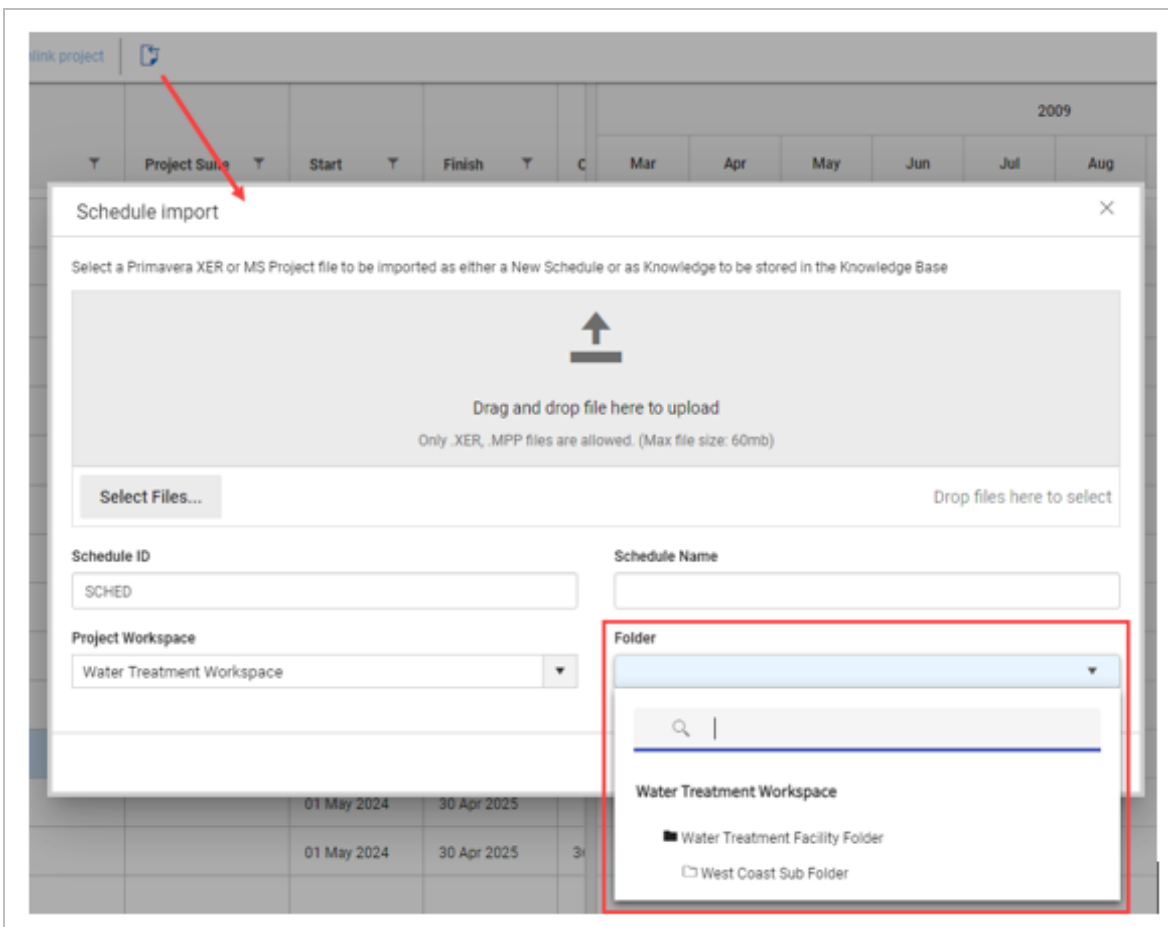 link project
2009
Project Suite Start Finish C Mar Apr May Jun Jul Aug
Schedule import
Select a Primavera XER or MS Project file to be imported as either a New Schedule or as Knowledge to be stored in the Knowledge Base
Drag and drop file here to upload
Only .XER, .MPP files are allowed. (Max file size: 60mb)
Select Files...
Drop files here to select
Schedule ID
Schedule Name
SCHED
Project Workspace
Folder
Water Treatment Workspace
Water Treatment Workspace
Water Treatment Facility Folder
West Coast Sub Folder
01 May 2024 30 Apr 2025
01 May 2024 30 Apr 2025